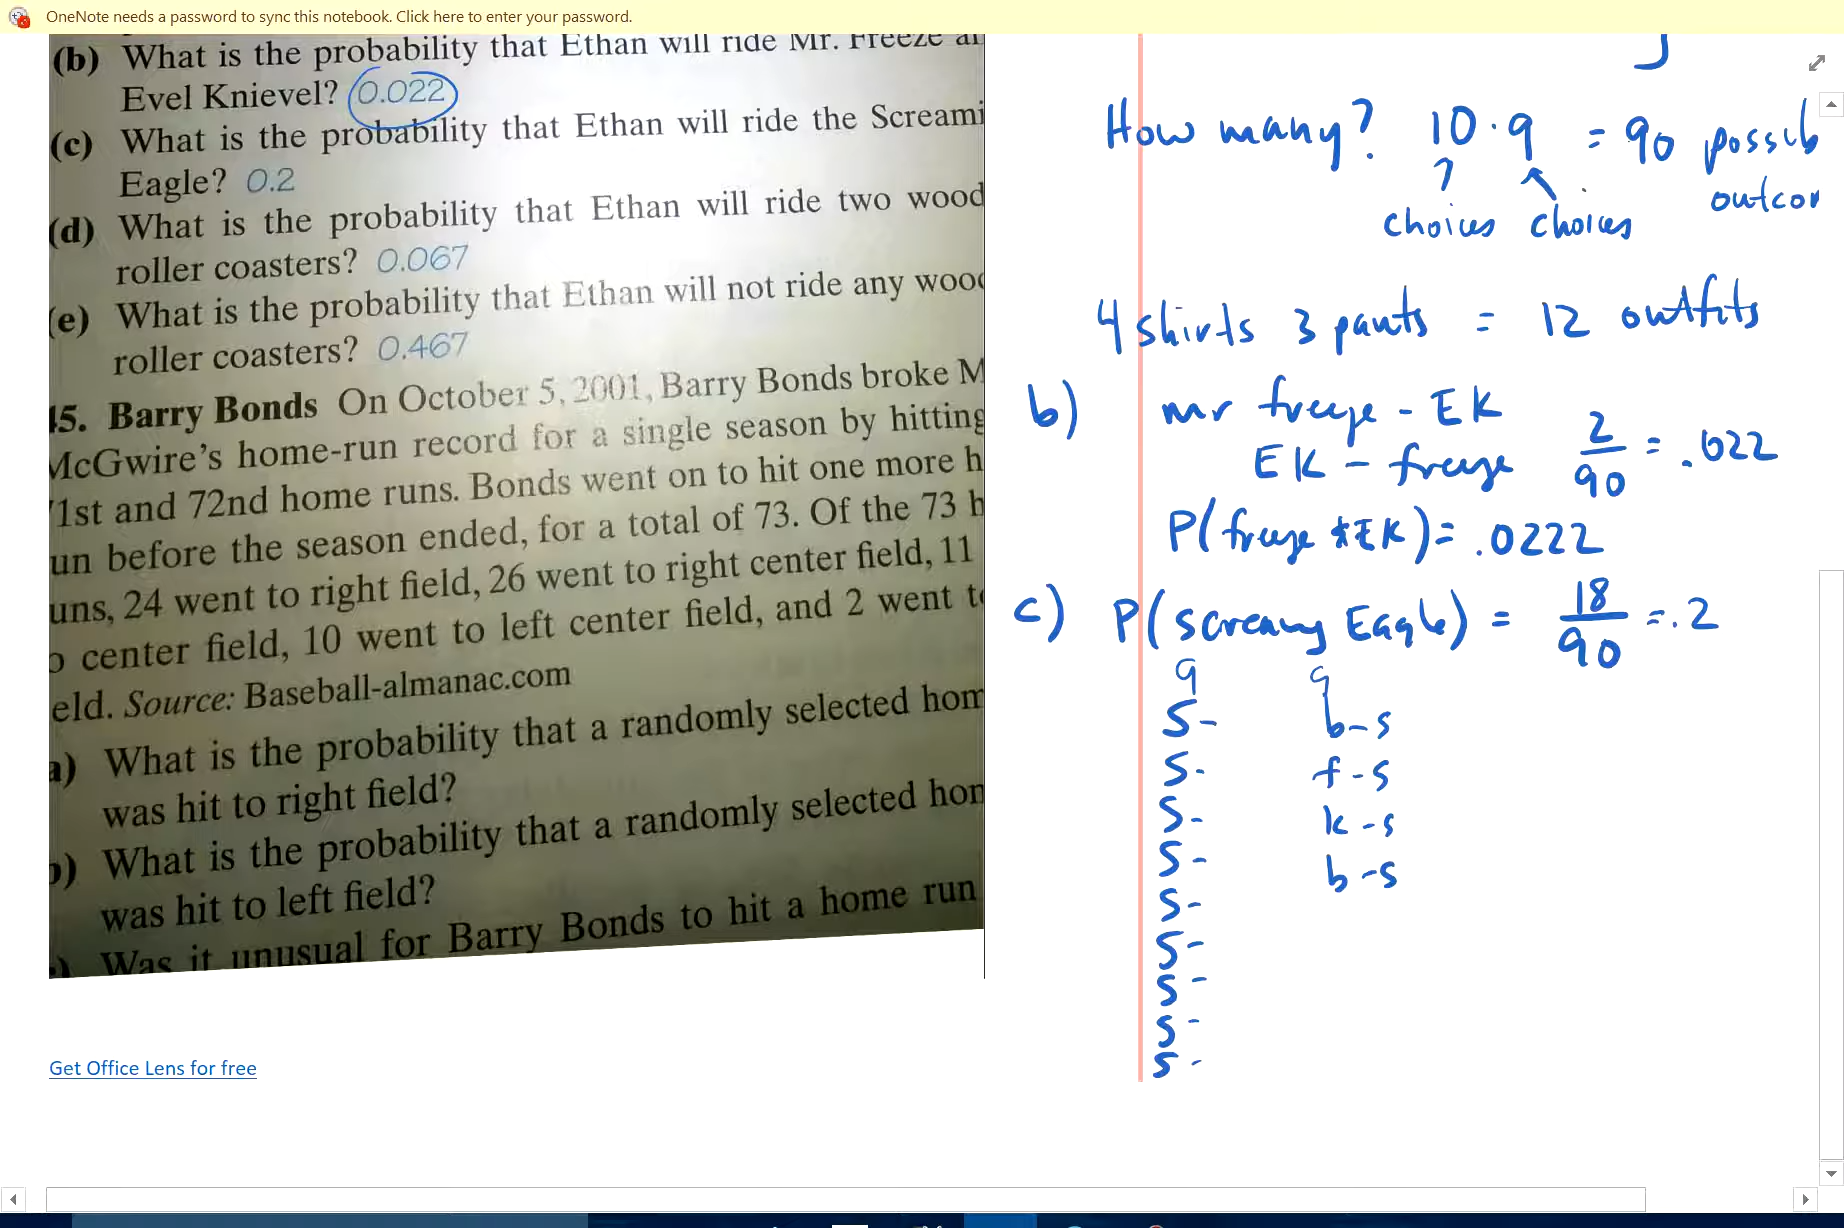 OneNote needs a password to sync this notebook. Click here to enter your password.
(b) What is the probability that Ethan will ride Mr. Freeze
Evel Knievel? 0.022
(c) What is the probability that Ethan will ride the Screami
Eagle? 0.2
(d) What is the probability that Ethan will ride two wood
roller coasters? 0.067
(e) What is the probability that Ethan will not ride any woo
roller coasters? 0.467
45. Barry Bonds On October 5, 2001, Barry Bonds broke M
McGwire's home-run record for a single season by hitting
71st and 72nd home runs. Bonds went on to hit one more h
un before the season ended, for a total of 73. Of the 73 h
uns, 24 went to right field, 26 went to right center field, 11
o center field, 10 went to left center field, and 2 went t
eld. Source: Baseball-almanac.com
a) What is the probability that a randomly selected hom
was hit to right field?
b) What is the probability that a randomly selected hom
was hit to left field?
Was it unusual for Barry Bonds to hit a home run
Get Office Lens for free
How many? 10 · 9 = 90 possib
outcom
choices choices
4 shirts 3 pants = 12 outfits
b) mr freeze - EK
EK - freeze 2/90 = .022
P(freeze & EK) = .0222
c) P(screamy Eagle) = 18/90 = .2
9 9
S- b-s
S- f-s
S- k-s
S- b-s
S-
S-
S-
S-
S-